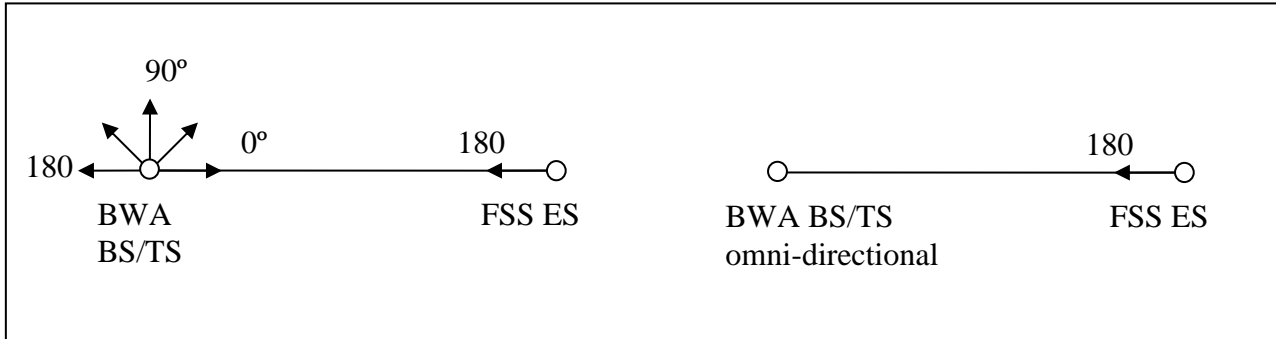 90º
0º
180
180
BWA
BS/TS
FSS ES
180
BWA BS/TS
omni-directional
FSS ES